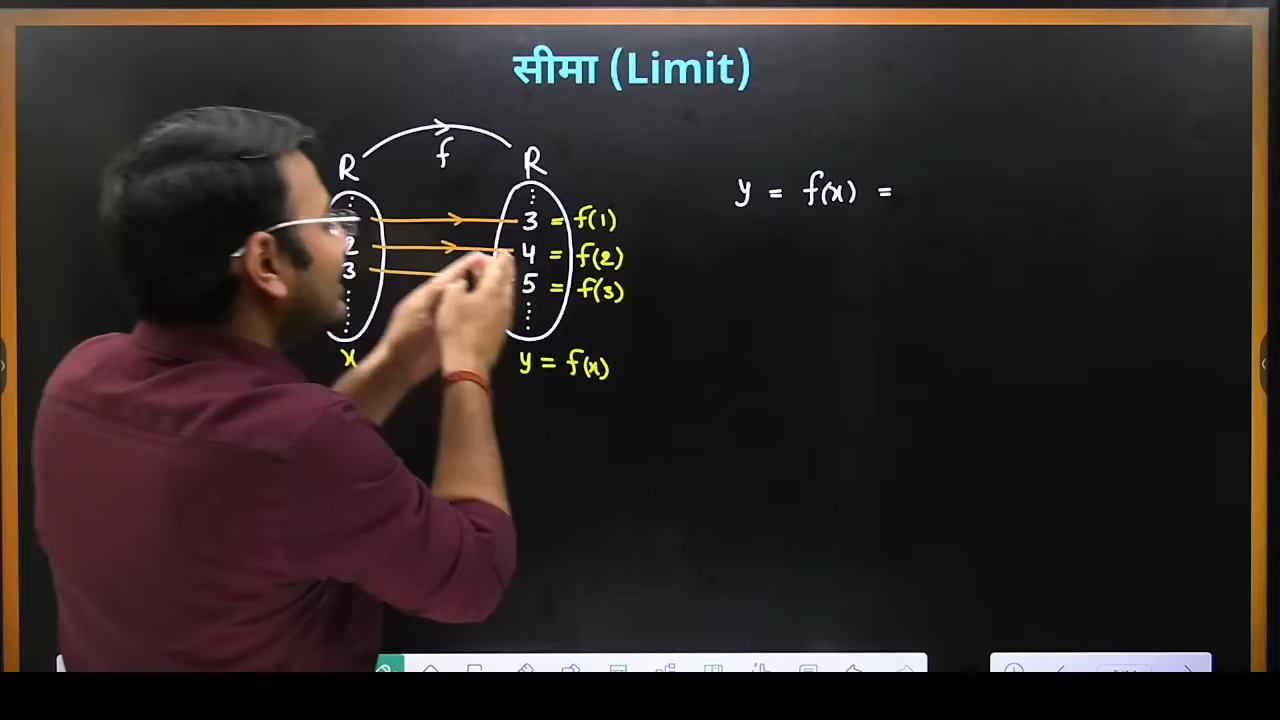 सीमा (Limit)
f
R R
3 = f(1)
2 4 = f(2)
3 5 = f(3)
x y = f(x)
y = f(x) =